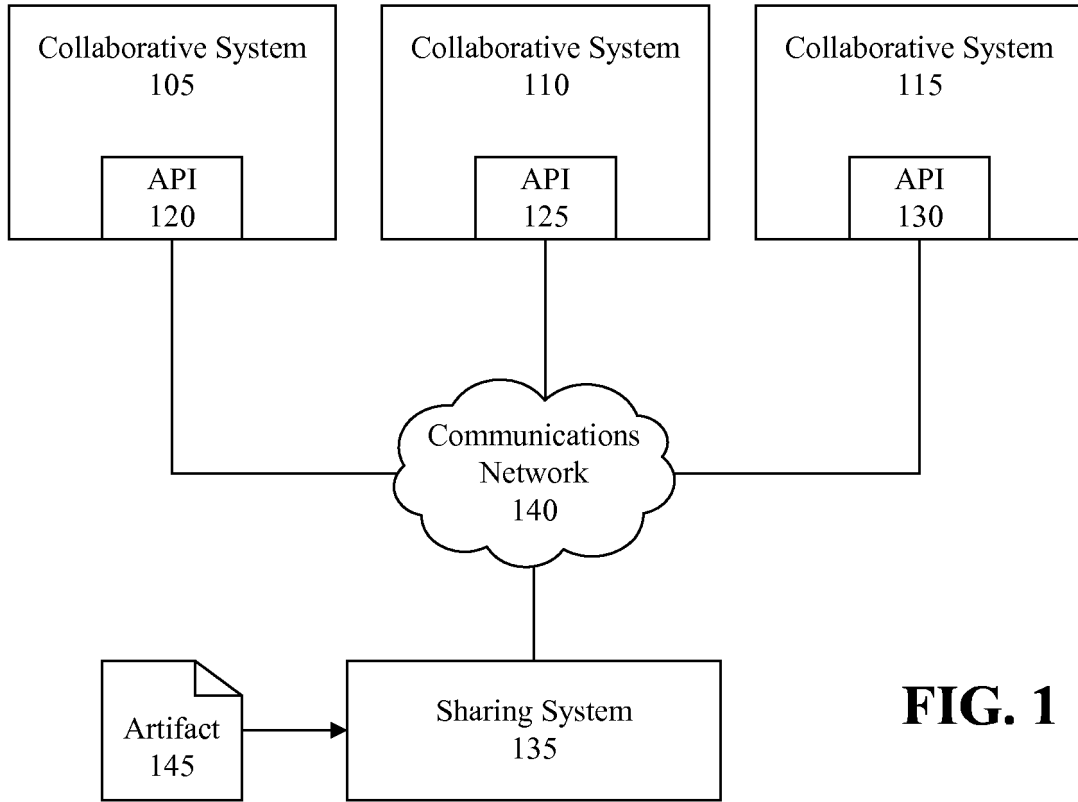 Collaborative System
105
Collaborative System
110
Collaborative System
115
API
120
API
125
API
130
Communications
Network
140
Artifact
145
Sharing System
135
FIG. 1